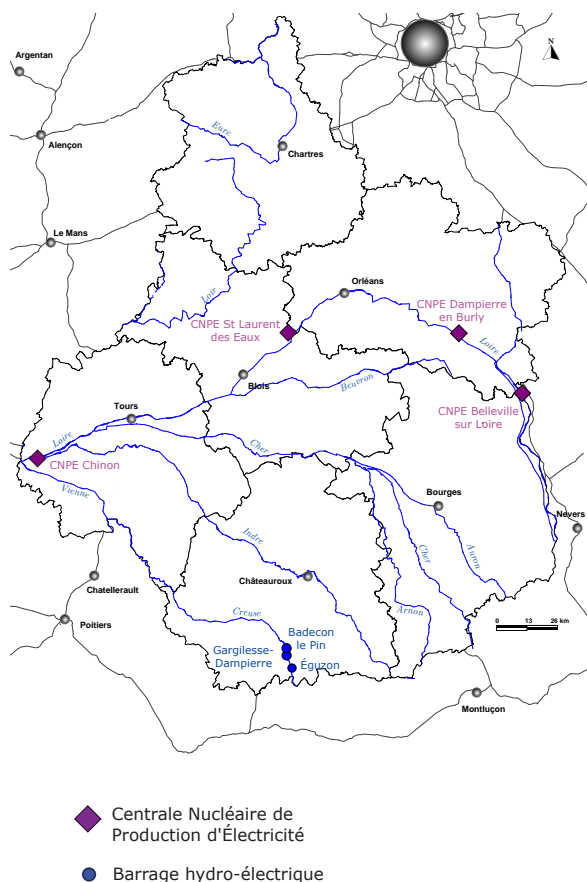 N
Argentan
Alençon
Eure
Chartres
Le Mans
Orléans
Loir
CNPE St Laurent
des Eaux
CNPE Dampierre
en Burly
Loire
Blois
Beuvron
Tours
CNPE Belleville
sur Loire
Loire
Cher
CNPE Chinon
Vienne
Bourges
Nevers
Indre
Cher
Auron
Châteauroux
Chatellerault
Creuse
Arnon
Poitiers
Badecon
le Pin
Gargilesse-
Dampierre
Éguzon
0 13 26 km
Montluçon
Centrale Nucléaire de
Production d'Électricité
Barrage hydro-électrique